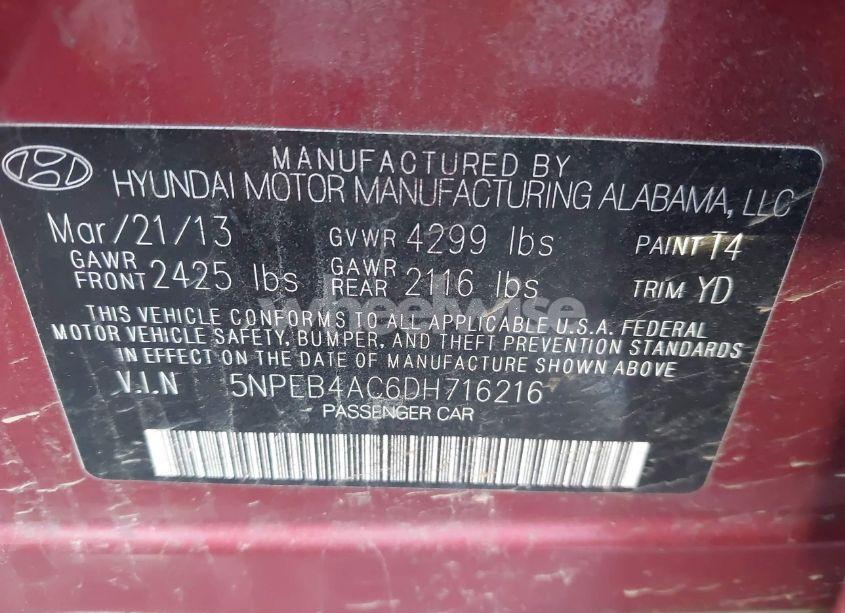 MANUFACTURED BY
HYUNDAI MOTOR MANUFACTURING ALABAMA, LLC
Mar/21/13 GVWR 4299 lbs PAINT T4
GAWR FRONT 2425 lbs GAWR REAR 2116 lbs TRIM YD
THIS VEHICLE CONFORMS TO ALL APPLICABLE U.S.A. FEDERAL
MOTOR VEHICLE SAFETY, BUMPER, AND THEFT PREVENTION STANDARDS
IN EFFECT ON THE DATE OF MANUFACTURE SHOWN ABOVE
V.I.N 5NPEB4AC6DH716216
PASSENGER CAR
wheelwise